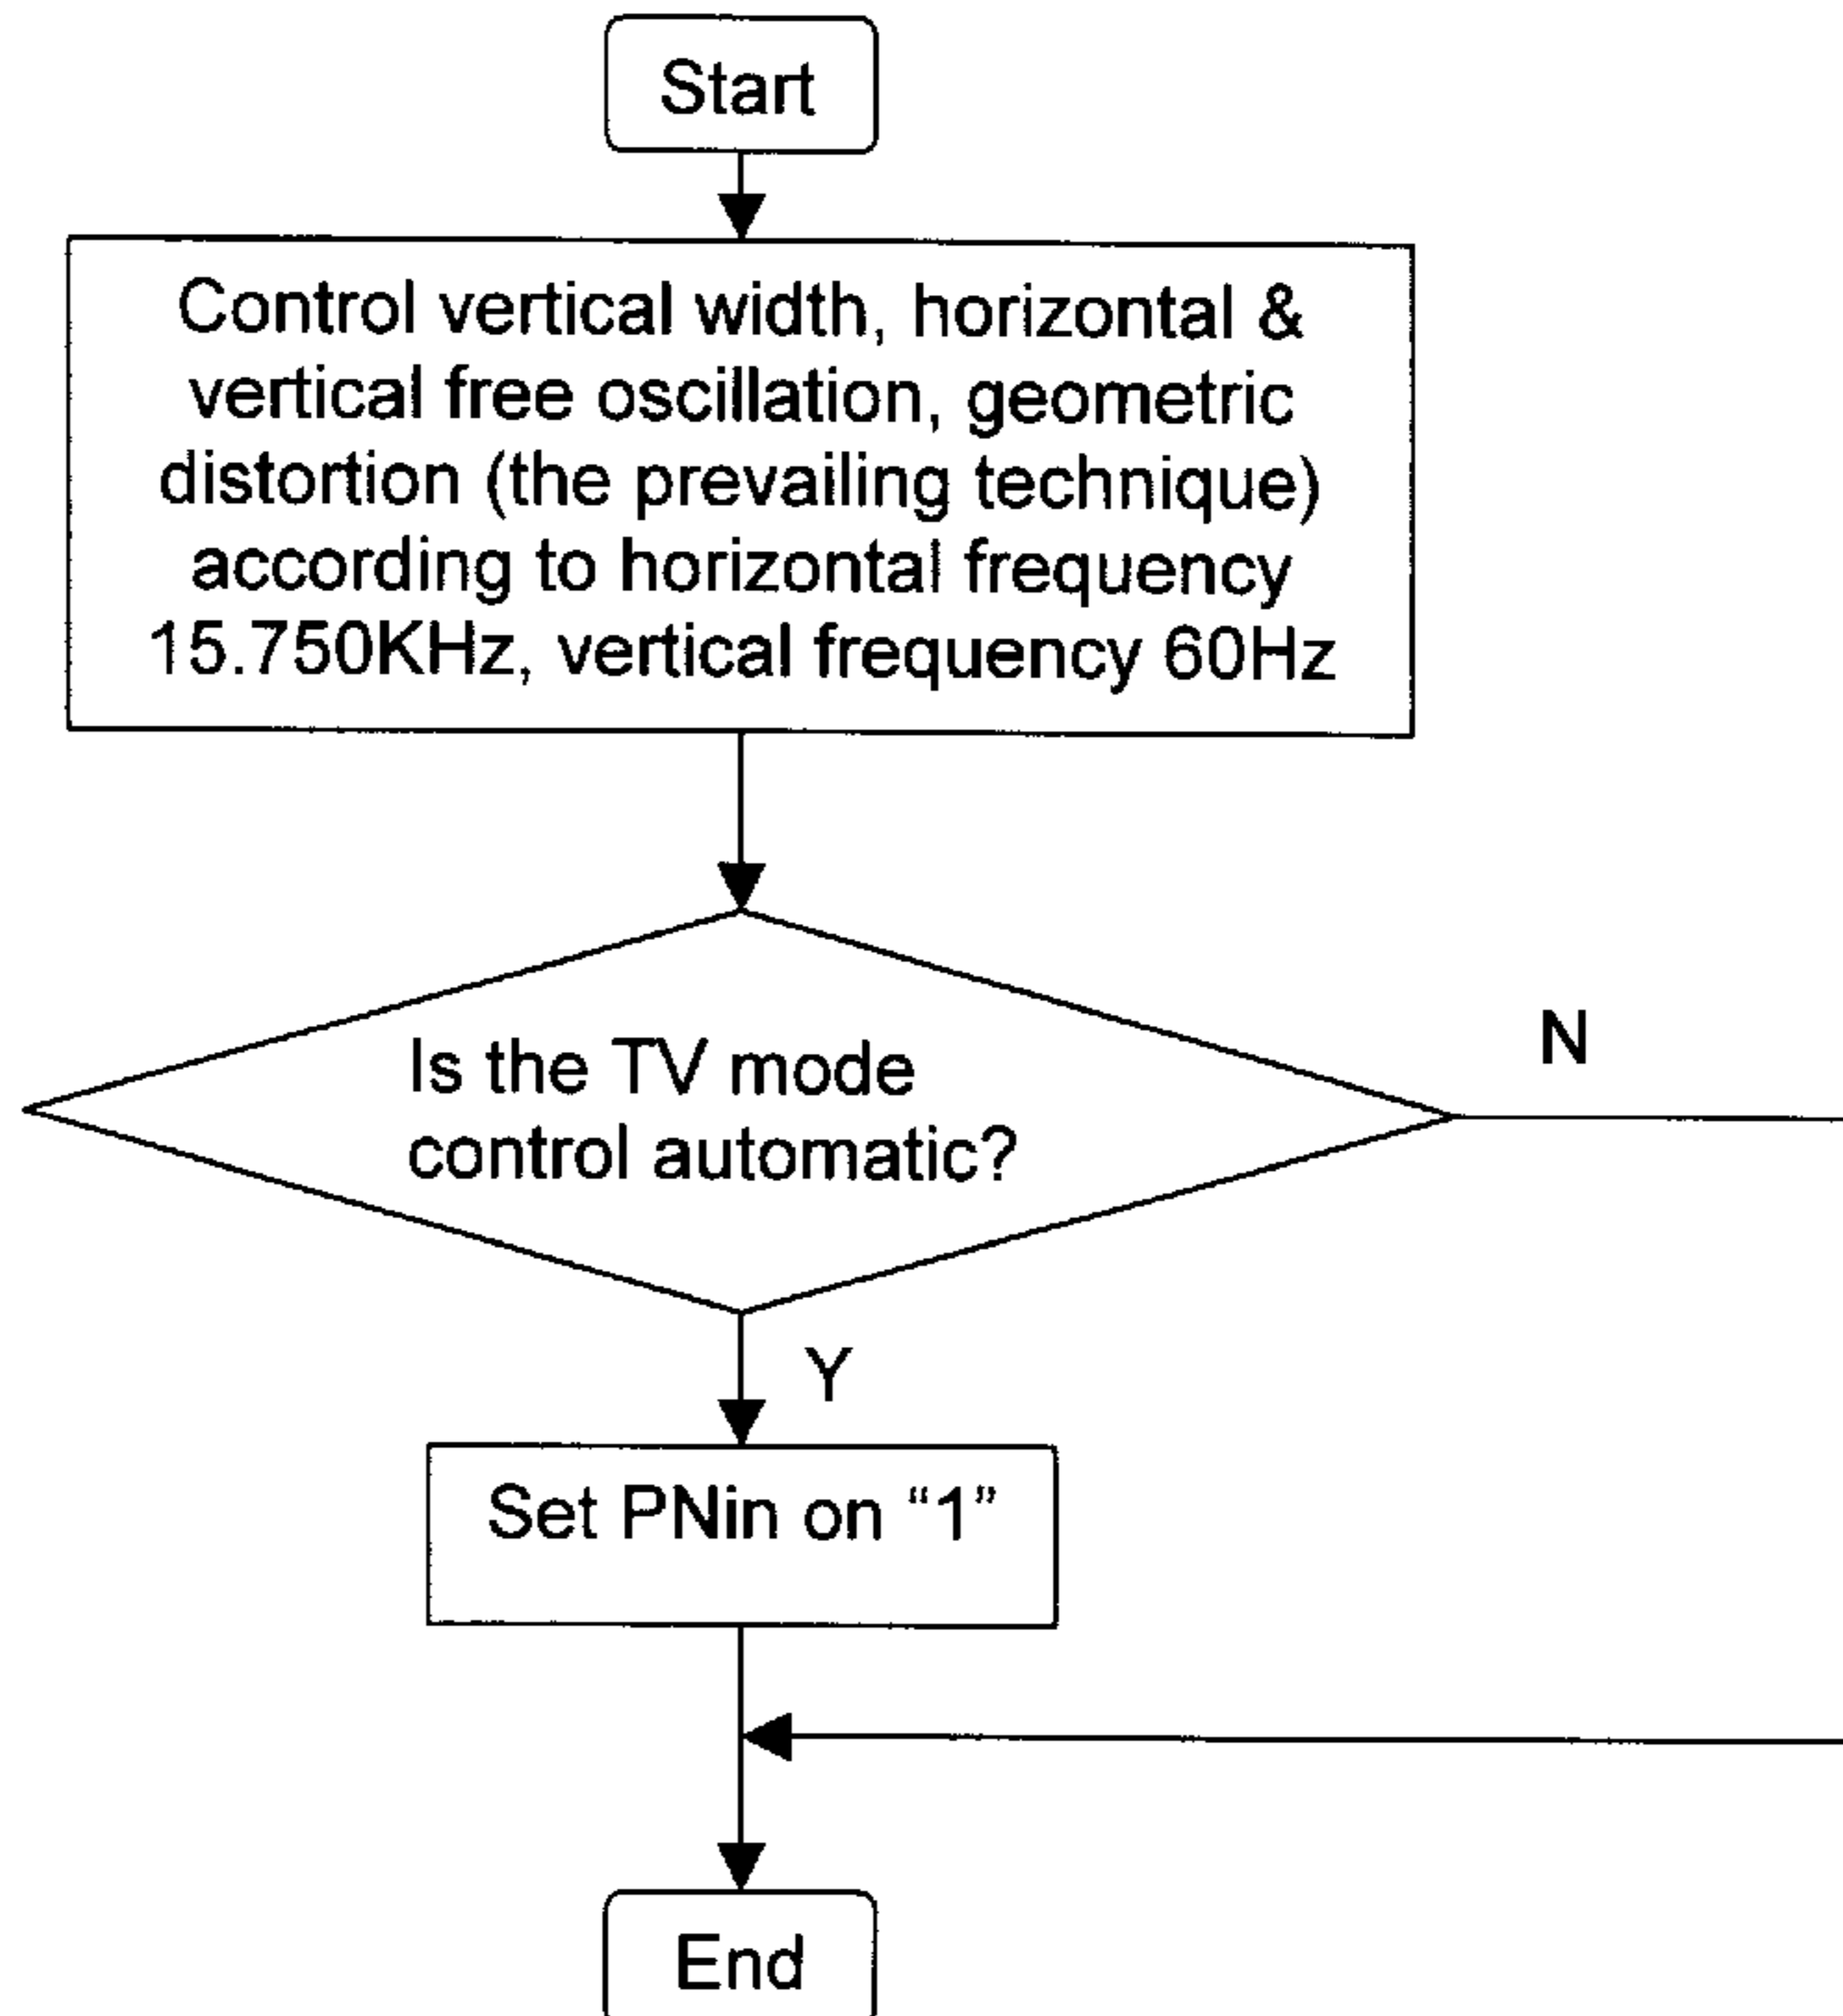 Start
Control vertical width, horizontal &
vertical free oscillation, geometric
distortion (the prevailing technique)
according to horizontal frequency
15.750KHz, vertical frequency 60Hz
Is the TV mode
control automatic?
N
Y
Set PNin on “1”
End